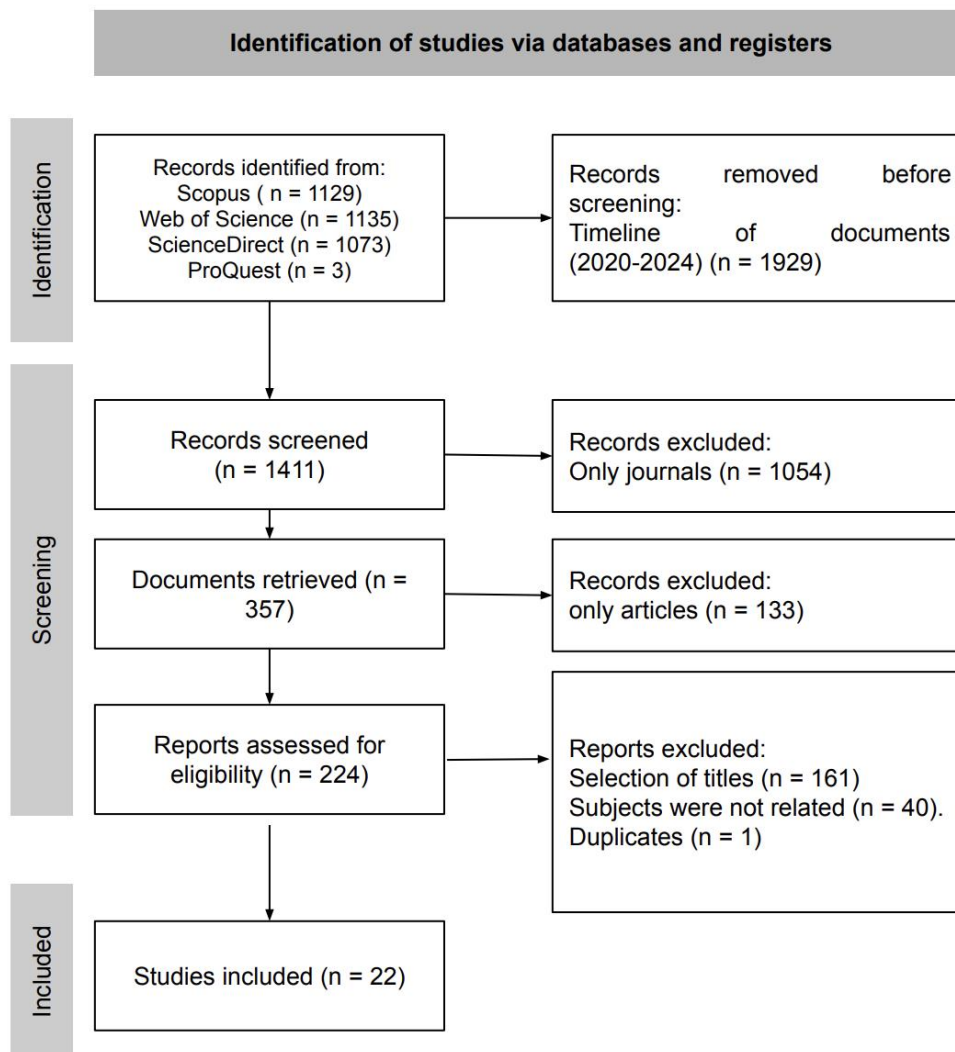 Identification of studies via databases and registers
Identification
Records identified from:
Scopus ( n = 1129)
Web of Science (n = 1135)
ScienceDirect (n = 1073)
ProQuest (n = 3)
Records removed before
screening:
Timeline of documents
(2020-2024) (n = 1929)
Screening
Records screened
(n = 1411)
Records excluded:
Only journals (n = 1054)
Documents retrieved (n =
357)
Records excluded:
only articles (n = 133)
Reports assessed for
eligibility (n = 224)
Reports excluded:
Selection of titles (n = 161)
Subjects were not related (n = 40).
Duplicates (n = 1)
Included
Studies included (n = 22)